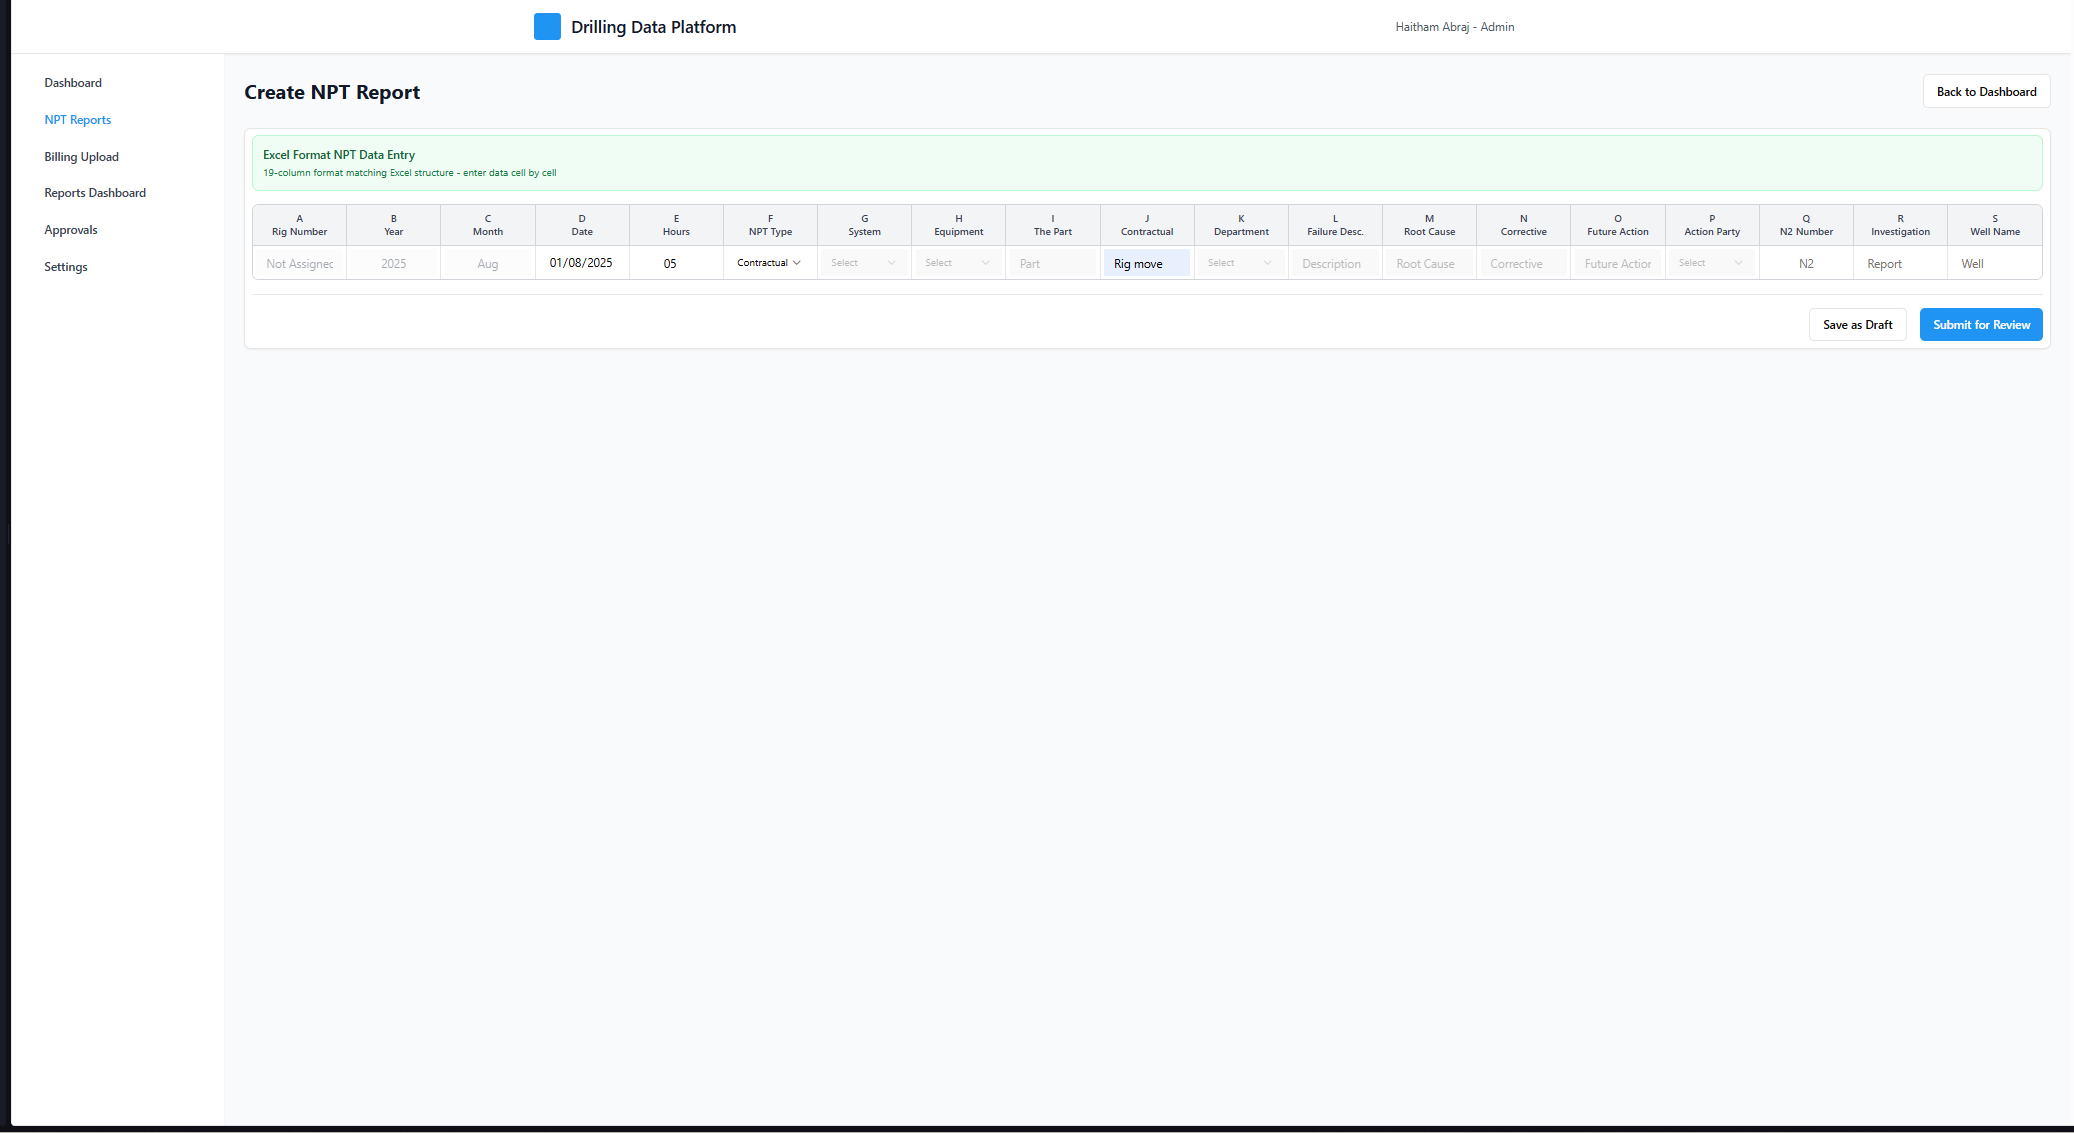 Drilling Data Platform
Haitham Abraj - Admin
Dashboard
NPT Reports
Billing Upload
Reports Dashboard
Approvals
Settings
Create NPT Report
Back to Dashboard
Excel Format NPT Data Entry
19-column format matching Excel structure - enter data cell by cell
A B C D E F G H I J K L M N O P Q R S
Rig Number Year Month Date Hours NPT Type System Equipment The Part Contractual Department Failure Desc. Root Cause Corrective Future Action Action Party N2 Number Investigation Well Name
Not Assigned 2025 Aug 01/08/2025 05 Contractual Select Select Part Rig move Select Description Root Cause Corrective Future Action Select N2 Report Well
Save as Draft
Submit for Review